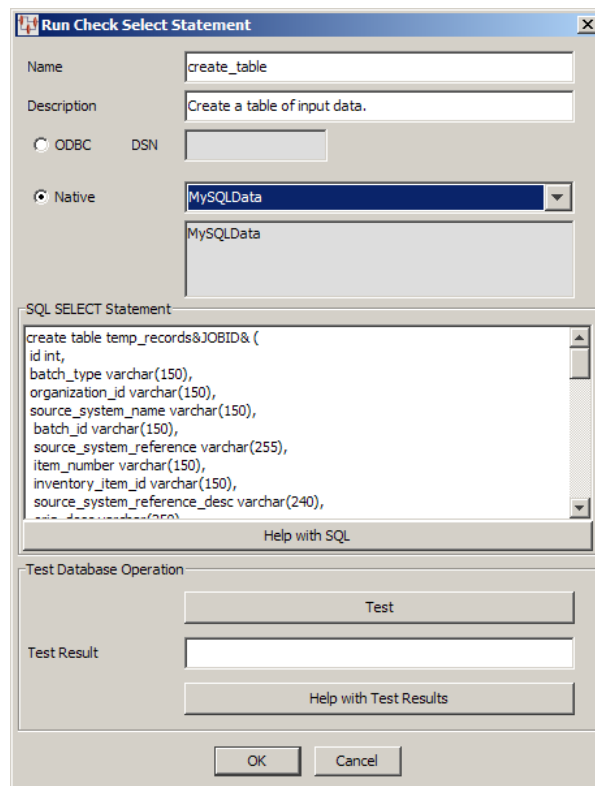 Run Check Select Statement
Name create_table
Description Create a table of input data.
ODBC DSN
Native MySQLData
MySQLData
SQL SELECT Statement
create table temp_records&JOBID& (
id int,
batch_type varchar(150),
organization_id varchar(150),
source_system_name varchar(150),
batch_id varchar(150),
source_system_reference varchar(255),
item_number varchar(150),
inventory_item_id varchar(150),
source_system_reference_desc varchar(240),
Help with SQL
Test Database Operation
Test
Test Result
Help with Test Results
OK Cancel